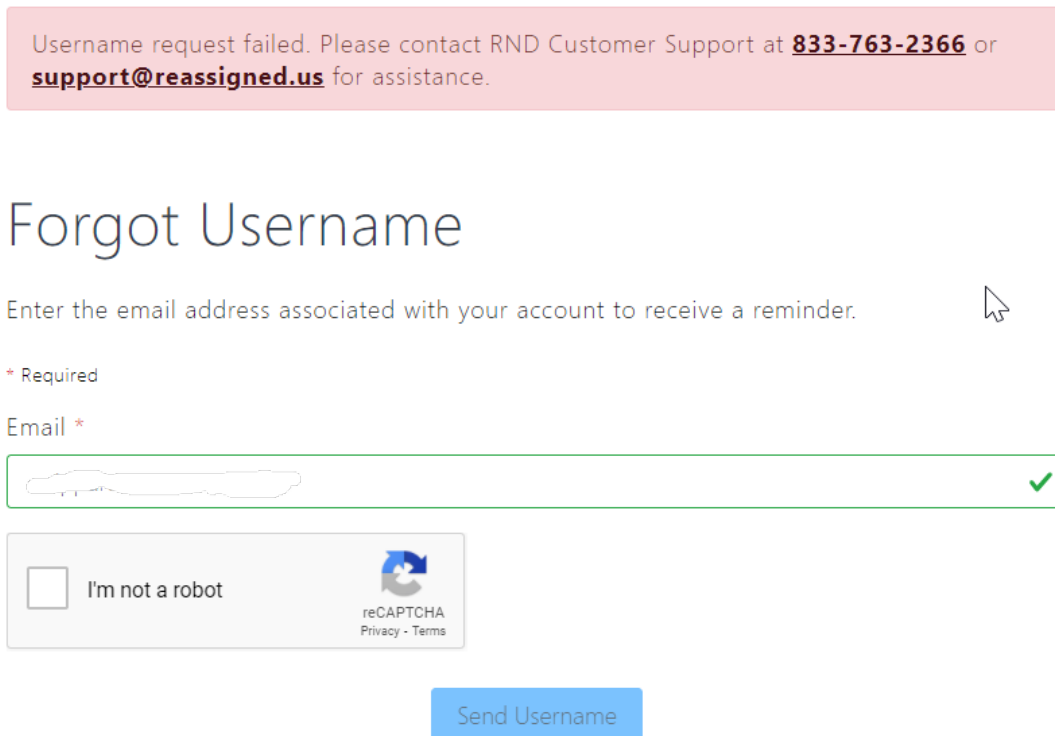 Username request failed. Please contact RND Customer Support at 833-763-2366 or
support@reassigned.us for assistance.
Forgot Username
Enter the email address associated with your account to receive a reminder.
* Required
Email *
I'm not a robot
reCAPTCHA
Privacy - Terms
Send Username